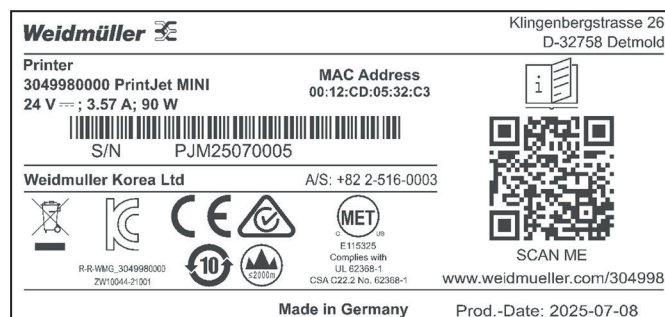 Weidmüller
Klingenbergstrasse 26
D-32758 Detmold
Printer
3049980000 PrintJet MINI
24 V ⎓; 3.57 A; 90 W
MAC Address
00:12:CD:05:32:C3
i
S/N PJM25070005
Weidmuller Korea Ltd A/S: +82 2-516-0003
CE
MET
C US
E115325
Complies with
UL 62368-1
CSA C22.2 No. 62368-1
R-R-WMG_3049980000
ZW10044-21001
10
≤2000m
SCAN ME
www.weidmueller.com/304998
Made in Germany Prod.-Date: 2025-07-08